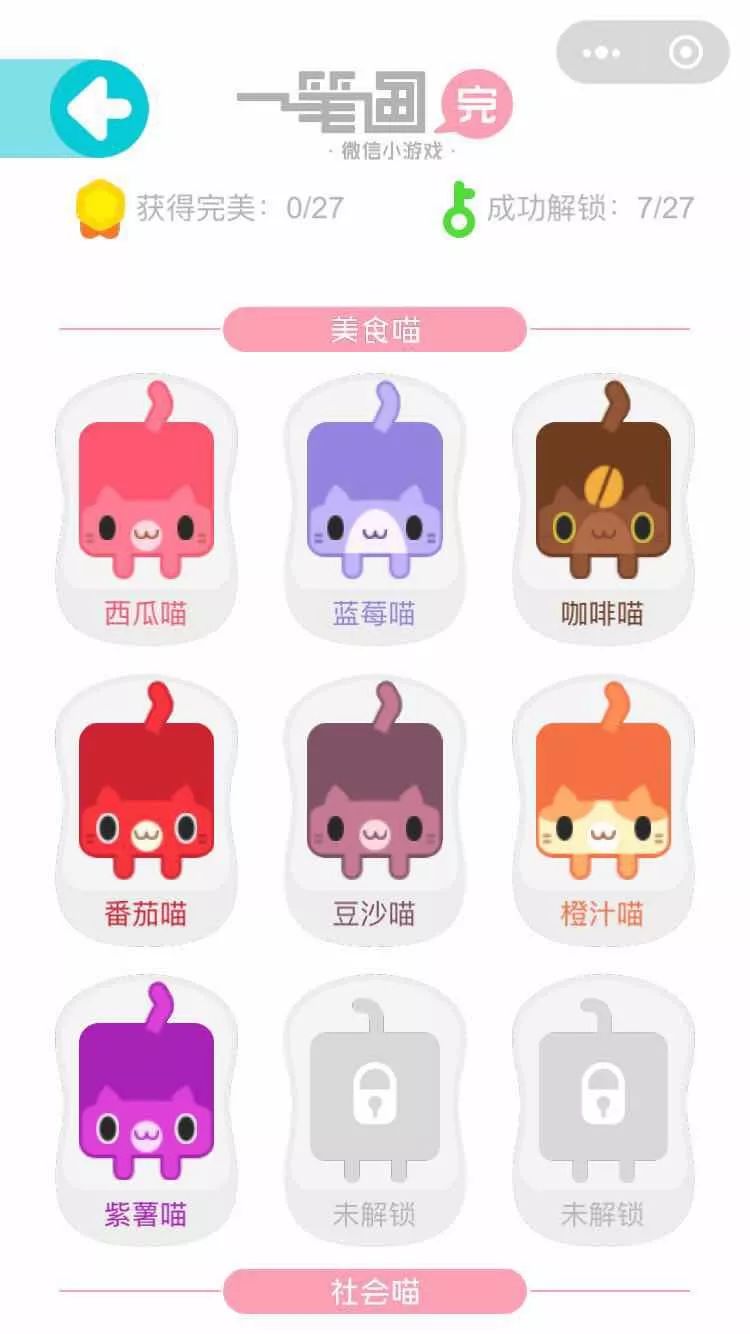 一笔画完
·微信小游戏·
获得完美：0/27
成功解锁：7/27
美食喵
西瓜喵
蓝莓喵
咖啡喵
番茄喵
豆沙喵
橙汁喵
紫薯喵
未解锁
未解锁
社会喵